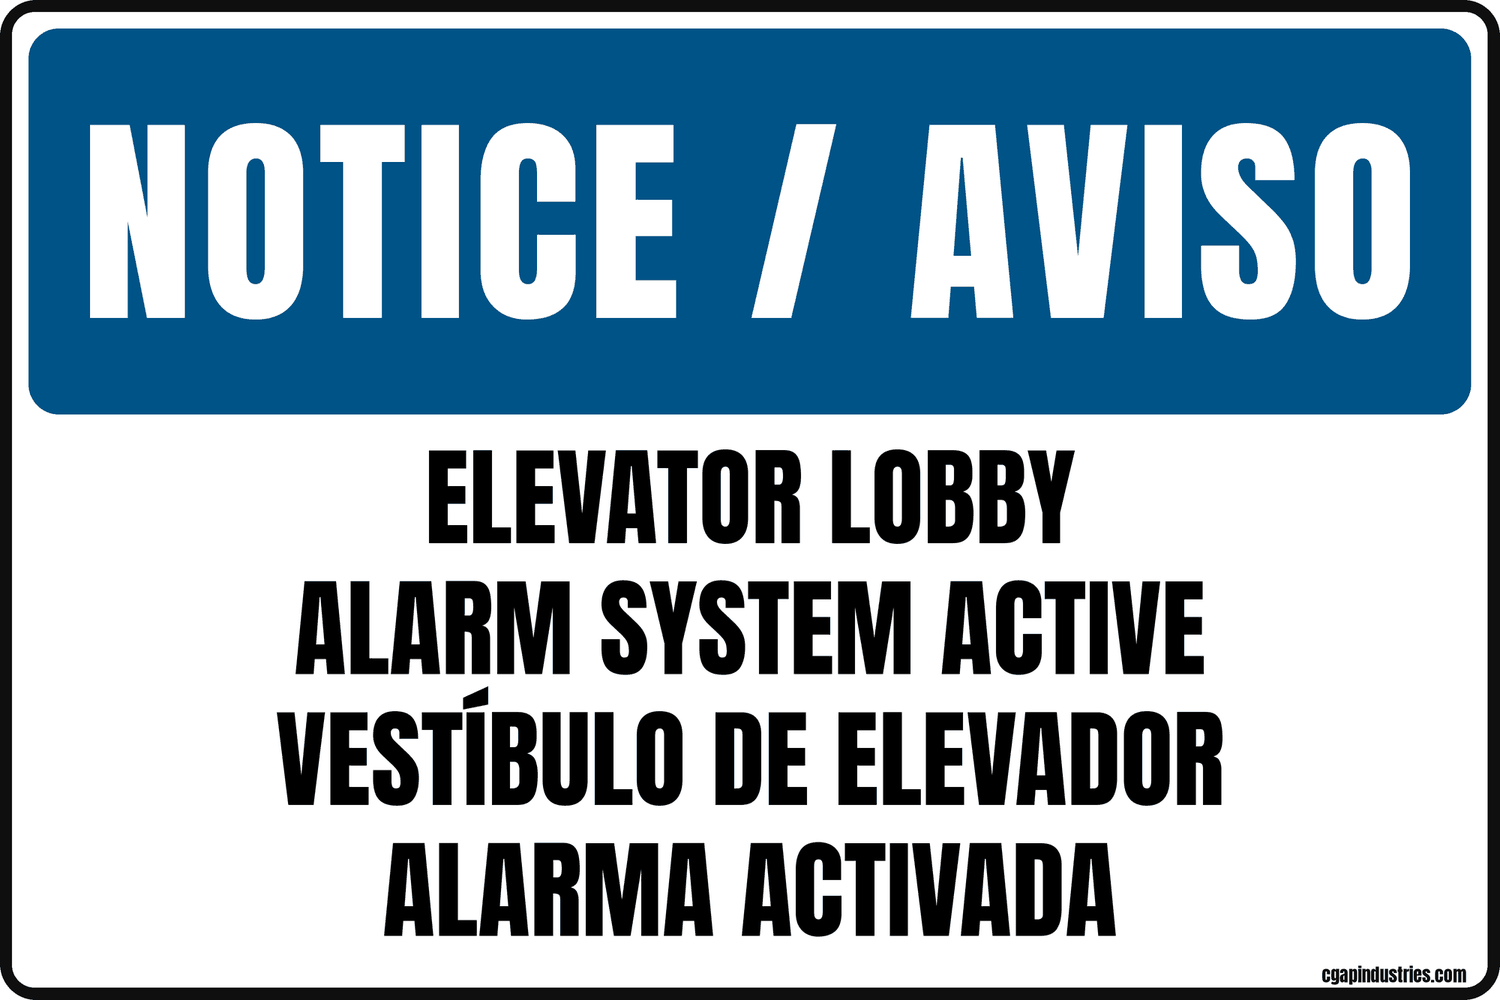 NOTICE / AVISO
ELEVATOR LOBBY
ALARM SYSTEM ACTIVE
VESTÍBULO DE ELEVADOR
ALARMA ACTIVADA
cgapindustries.com